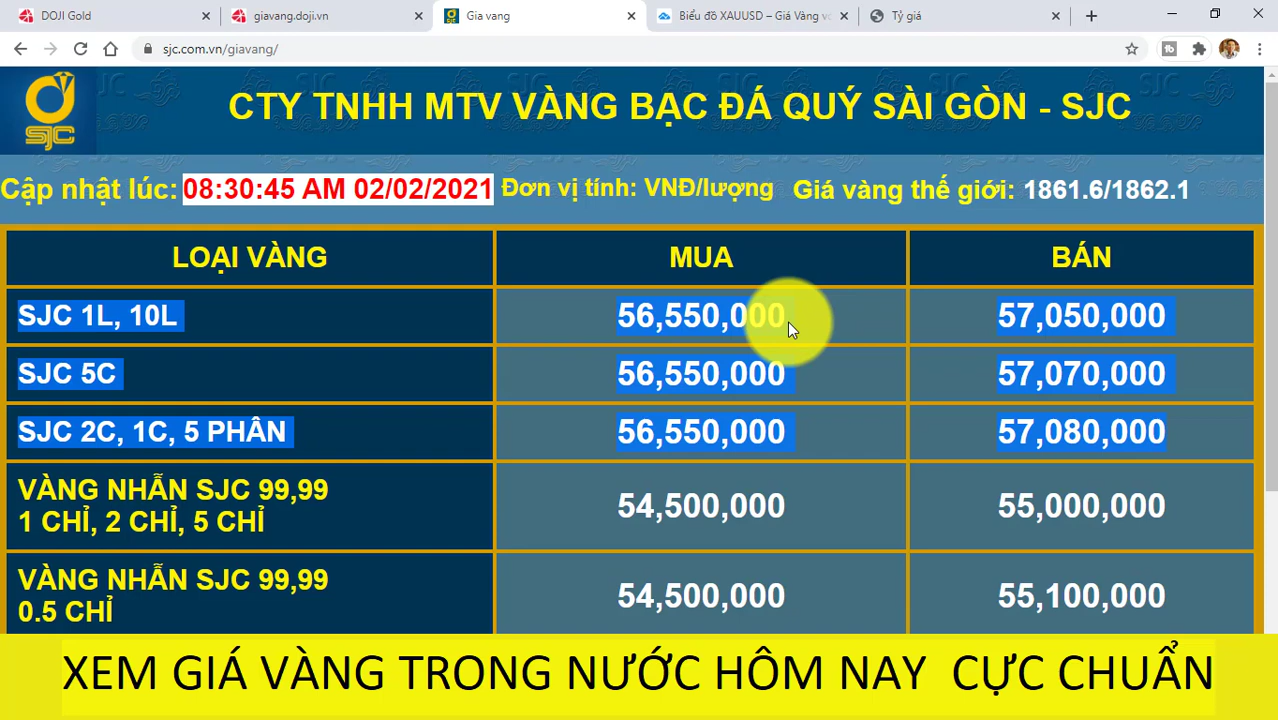 DOJI Gold
giavang.doji.vn
Gia vang
Biểu đồ XAUUSD – Giá Vàng
Tỷ giá
sjc.com.vn/giavang/
SJC
CTY TNHH MTV VÀNG BẠC ĐÁ QUÝ SÀI GÒN - SJC
Cập nhật lúc: 08:30:45 AM 02/02/2021 Đơn vị tính: VNĐ/lượng Giá vàng thế giới: 1861.6/1862.1
LOẠI VÀNG MUA BÁN
SJC 1L, 10L 56,550,000 57,050,000
SJC 5C 56,550,000 57,070,000
SJC 2C, 1C, 5 PHÂN 56,550,000 57,080,000
VÀNG NHẪN SJC 99,99
1 CHỈ, 2 CHỈ, 5 CHỈ 54,500,000 55,000,000
VÀNG NHẪN SJC 99,99
0.5 CHỈ 54,500,000 55,100,000
XEM GIÁ VÀNG TRONG NƯỚC HÔM NAY CỰC CHUẨN